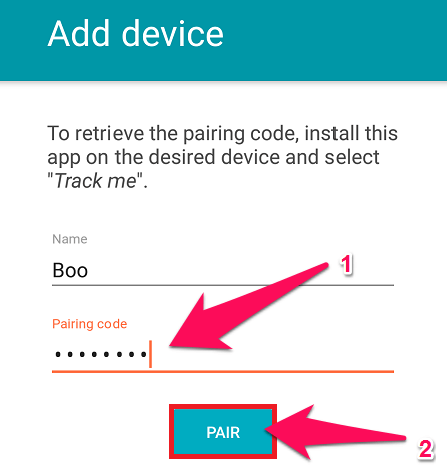 Add device
To retrieve the pairing code, install this
app on the desired device and select
"Track me".
Name
1
Boo
Pairing code
••••••••
PAIR
2